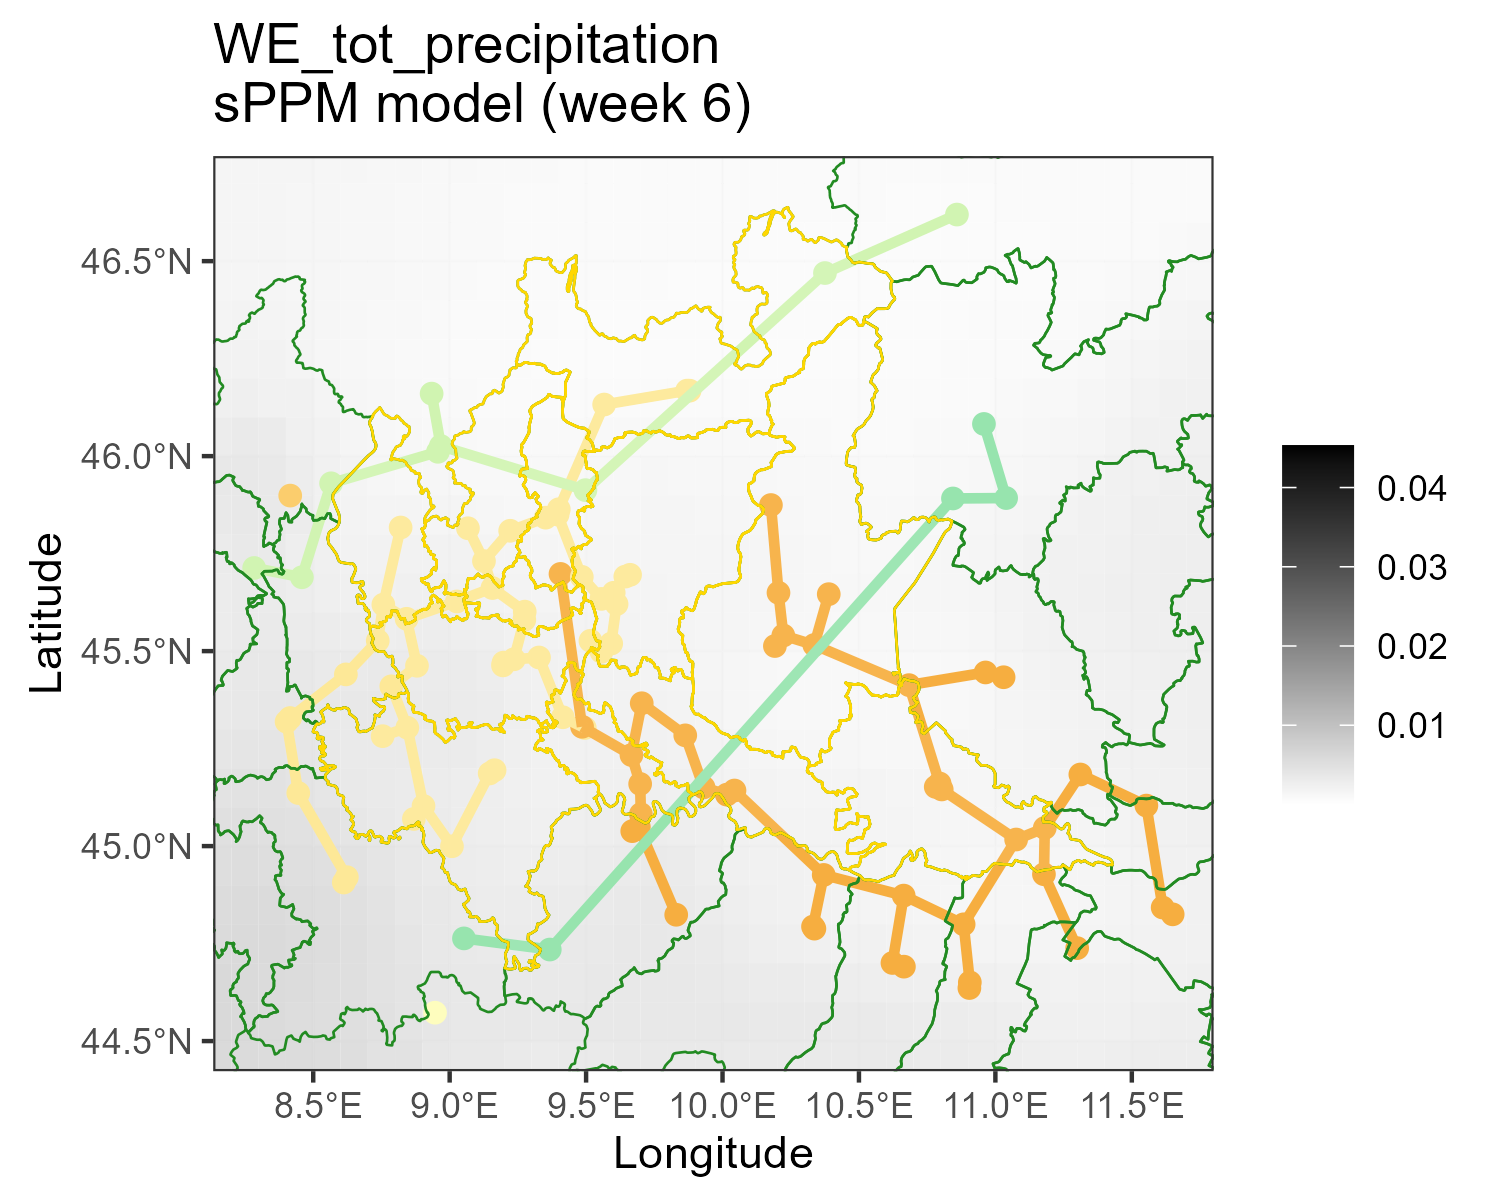 WE_tot_precipitation
sPPM model (week 6)
46.5°N
46.0°N
45.5°N
45.0°N
44.5°N
Latitude
8.5°E
9.0°E
9.5°E
10.0°E
10.5°E
11.0°E
11.5°E
Longitude
0.04
0.03
0.02
0.01